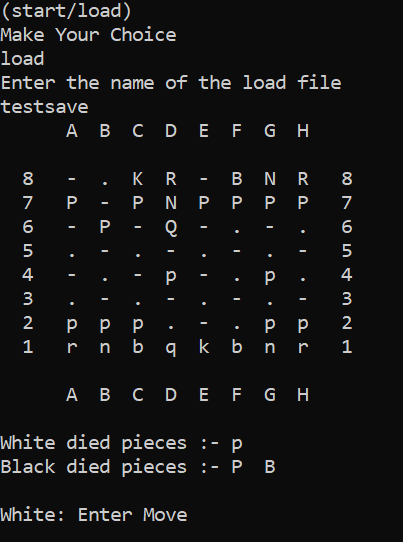 (start/load)
Make Your Choice
load
Enter the name of the load file
testsave
A B C D E F G H
8 - . K R - B N R 8
7 P - P N P P P P 7
6 - P - Q - . - . 6
5 . - . - . - . - 5
4 - . - p - . p . 4
3 . - . - . - . - 3
2 p p p . - . p p 2
1 r n b q k b n r 1
A B C D E F G H
White died pieces :- p
Black died pieces :- P B
White: Enter Move